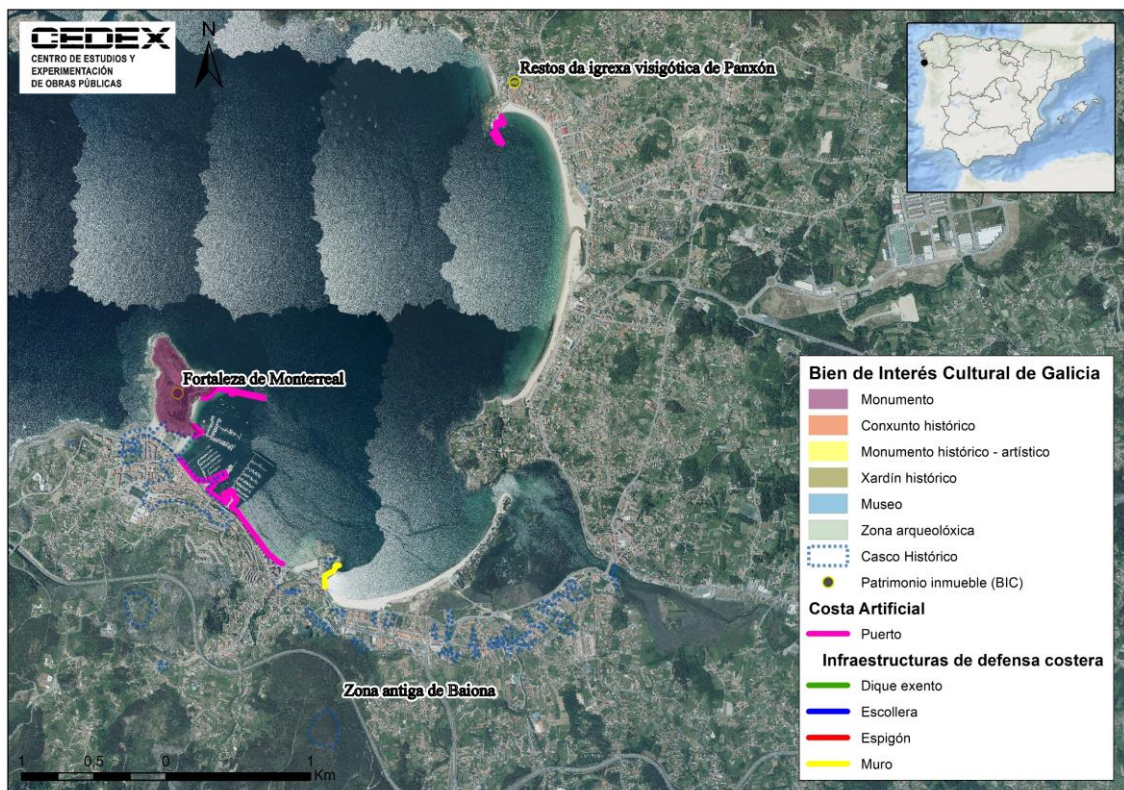 CEDEX
CENTRO DE ESTUDIOS Y
EXPERIMENTACIÓN
DE OBRAS PÚBLICAS
N
Restos da igrexa visigótica de Panxón
Fortaleza de Monterreal
Zona antiga de Baiona
1 0,5 0 1
Km
Bien de Interés Cultural de Galicia
Monumento
Conxunto histórico
Monumento histórico - artístico
Xardín histórico
Museo
Zona arqueolóxica
Casco Histórico
Patrimonio inmueble (BIC)
Costa Artificial
Puerto
Infraestructuras de defensa costera
Dique exento
Escollera
Espigón
Muro